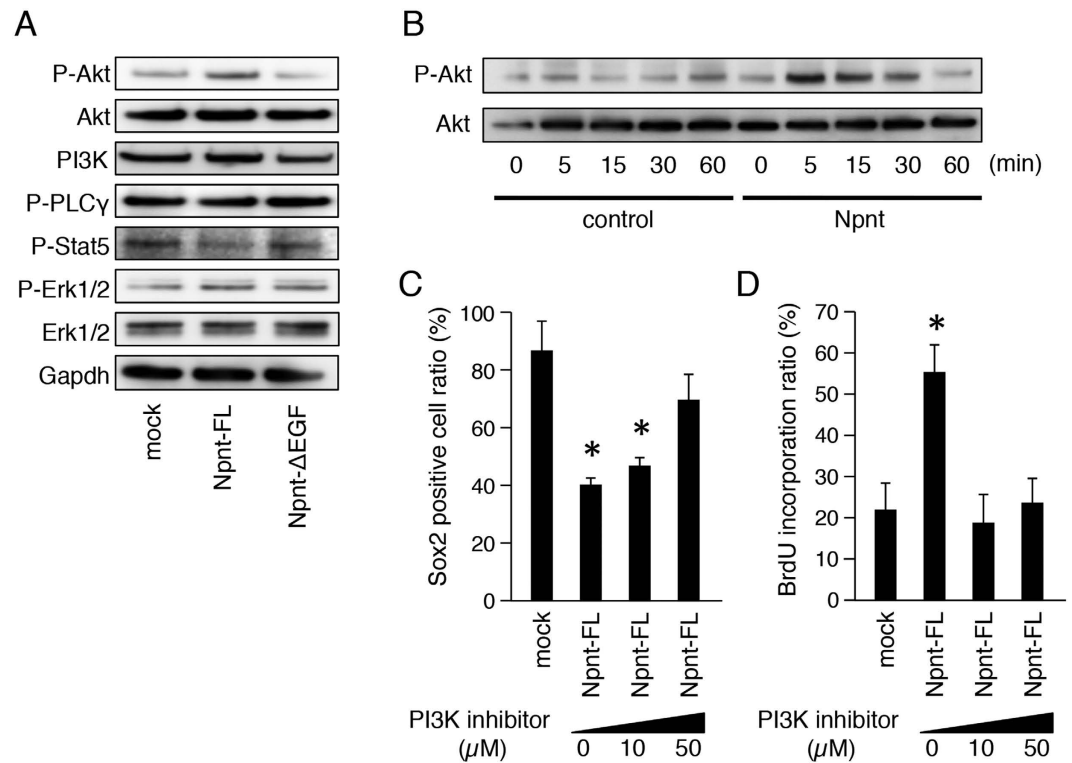 A
P-Akt
Akt
PI3K
P-PLCγ
P-Stat5
P-Erk1/2
Erk1/2
Gapdh
mock
Npnt-FL
Npnt-ΔEGF
B
P-Akt
Akt
0 5 15 30 60 0 5 15 30 60 (min)
control Npnt
C
Sox2 positive cell ratio (%)
100
80
60
40
20
0
*
*
mock
Npnt-FL
Npnt-FL
Npnt-FL
PI3K inhibitor
(µM) 0 10 50
D
BrdU incorporation ratio (%)
70
60
50
40
30
20
10
0
*
mock
Npnt-FL
Npnt-FL
Npnt-FL
PI3K inhibitor
(µM) 0 10 50